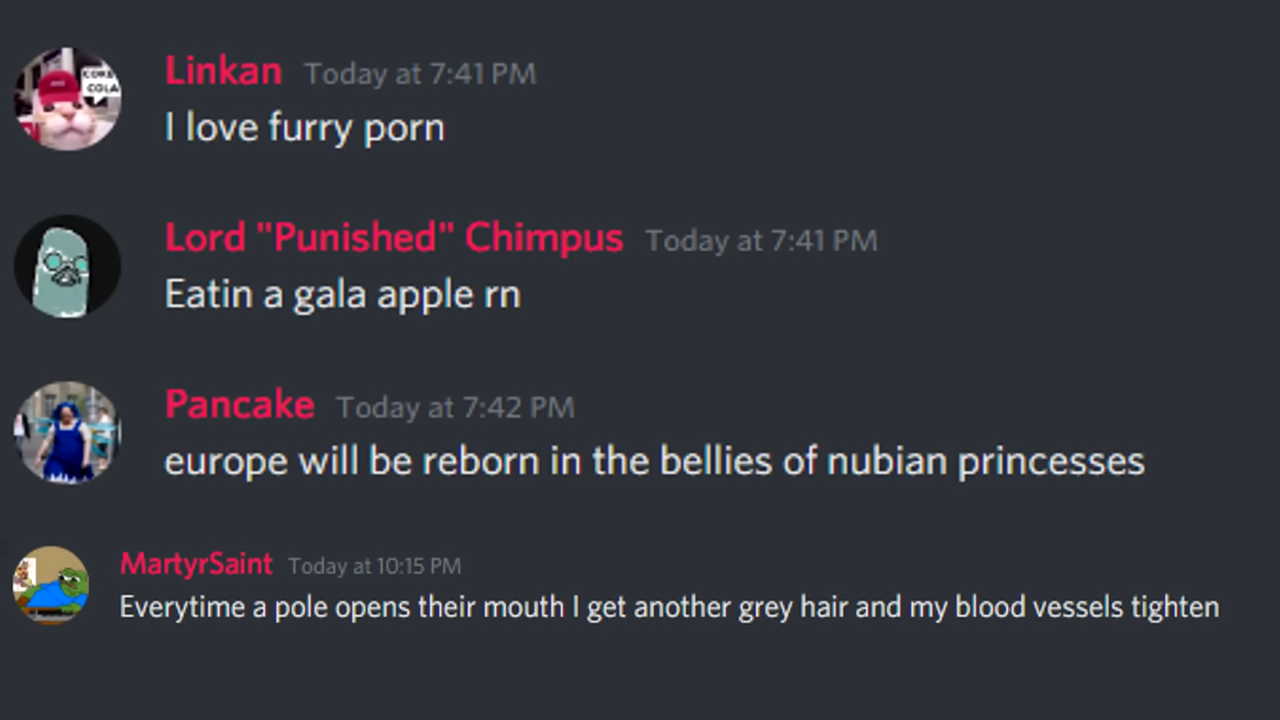 CORE
COLA
Linkan Today at 7:41 PM
I love furry porn
Lord "Punished" Chimpus Today at 7:41 PM
Eatin a gala apple rn
Pancake Today at 7:42 PM
europe will be reborn in the bellies of nubian princesses
MartyrSaint Today at 10:15 PM
Everytime a pole opens their mouth I get another grey hair and my blood vessels tighten